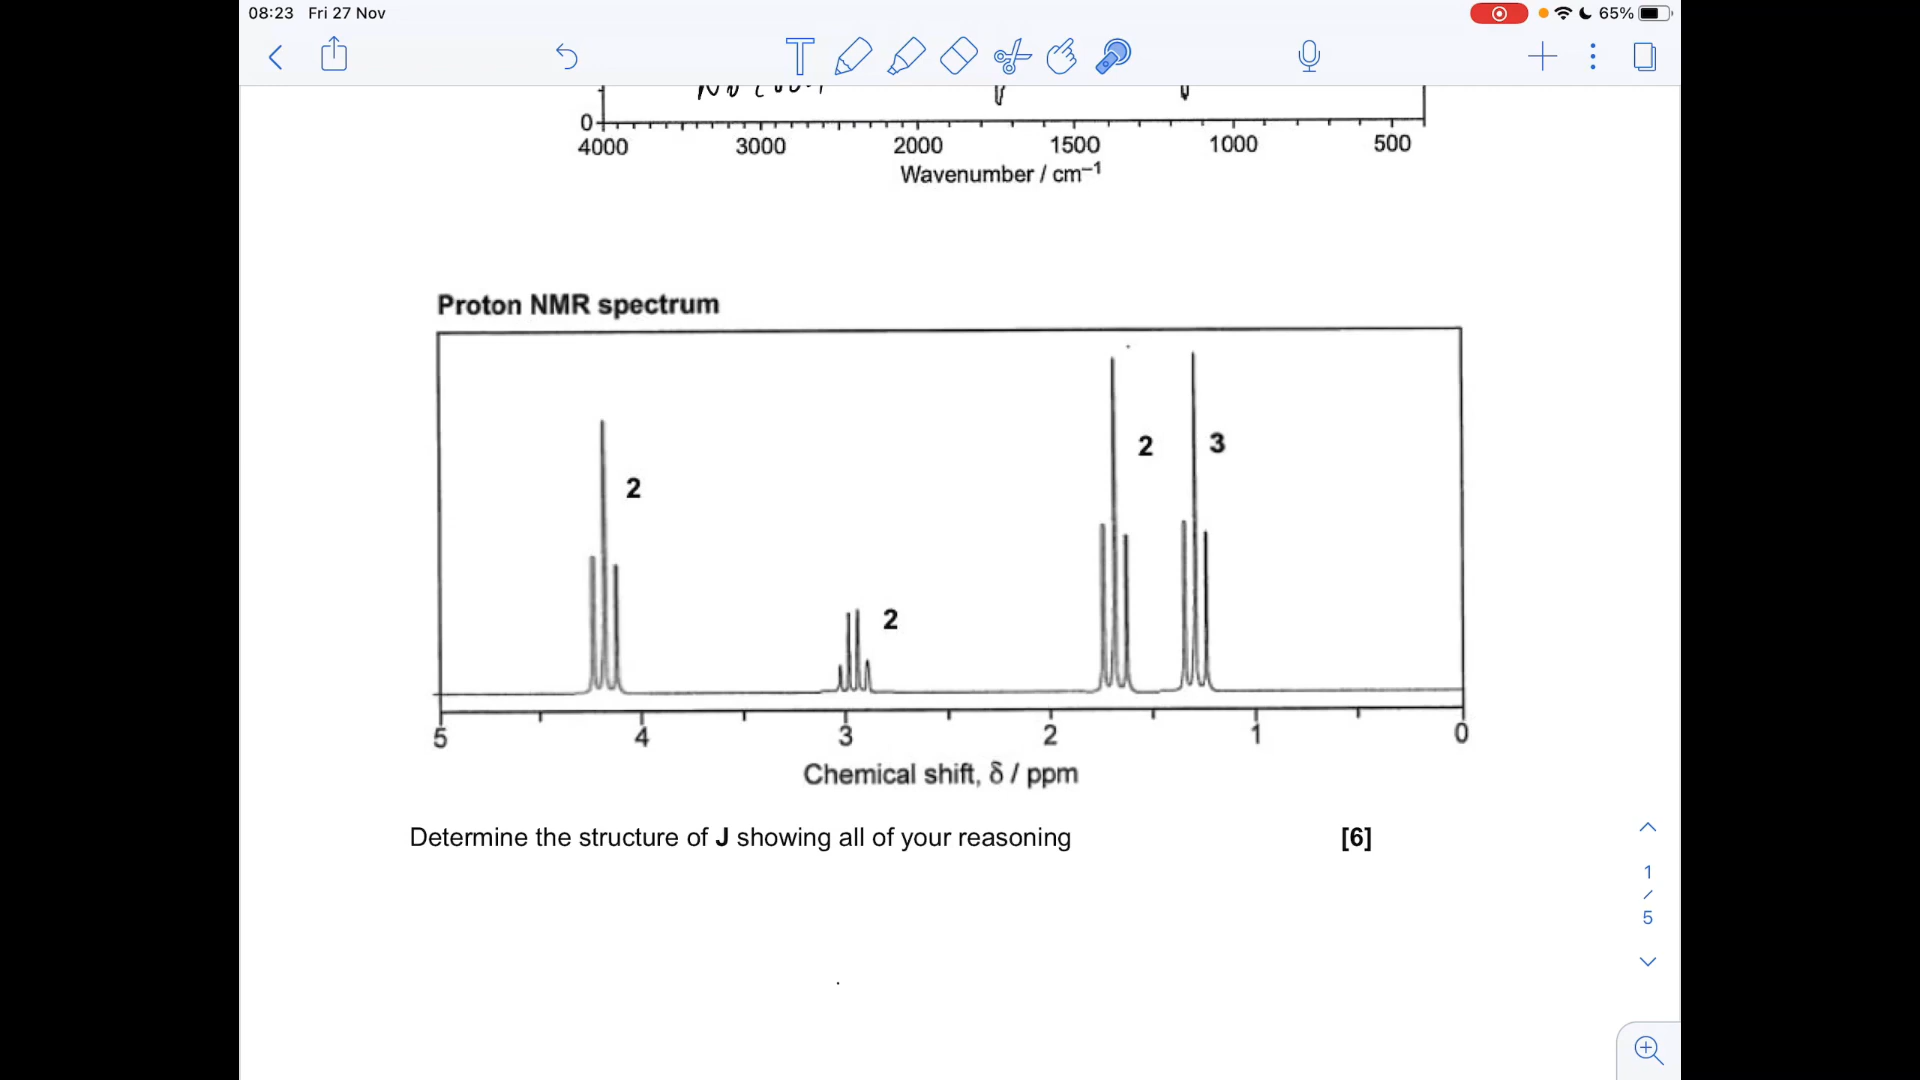 08:23 Fri 27 Nov
65%
T
0
4000 3000 2000 1500 1000 500
Wavenumber / cm⁻¹
Proton NMR spectrum
2 2 2 3
5 4 3 2 1 0
Chemical shift, δ / ppm
Determine the structure of J showing all of your reasoning [6]
1
/
5